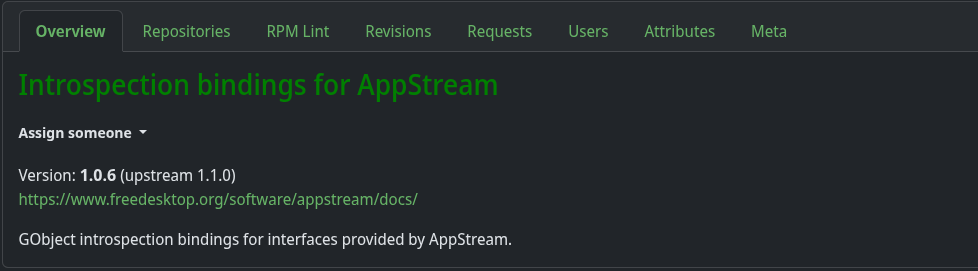 Overview Repositories RPM Lint Revisions Requests Users Attributes Meta
Introspection bindings for AppStream
Assign someone
Version: 1.0.6 (upstream 1.1.0)
https://www.freedesktop.org/software/appstream/docs/
GObject introspection bindings for interfaces provided by AppStream.